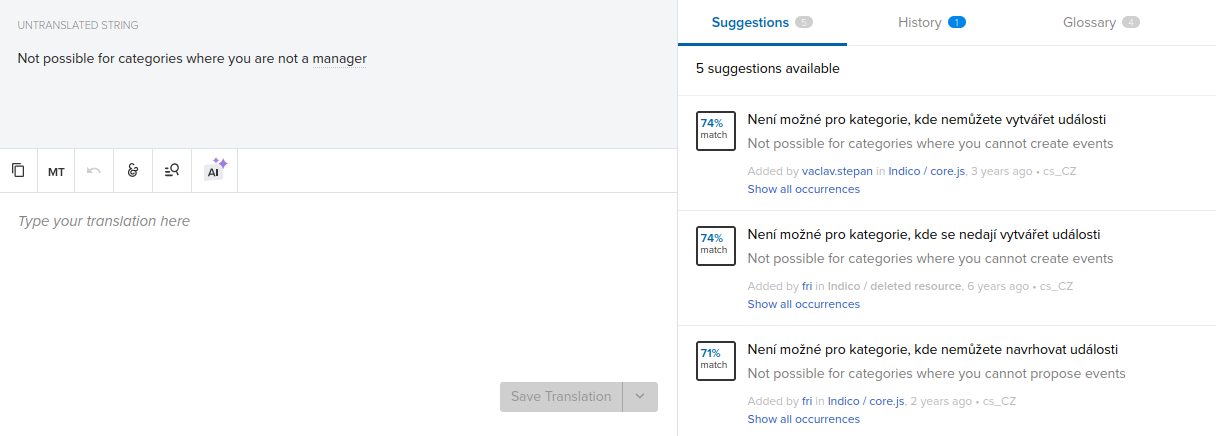 UNTRANSLATED STRING
Not possible for categories where you are not a manager
MT
AI
Type your translation here
Save Translation
Suggestions 5
History 1
Glossary 4
5 suggestions available
74% match
Není možné pro kategorie, kde nemůžete vytvářet události
Not possible for categories where you cannot create events
Added by vaclav.stepan in Indico / core.js, 3 years ago • cs_CZ
Show all occurrences
74% match
Není možné pro kategorie, kde se nedají vytvářet události
Not possible for categories where you cannot create events
Added by fri in Indico / deleted resource, 6 years ago • cs_CZ
Show all occurrences
71% match
Není možné pro kategorie, kde nemůžete navrhovat události
Not possible for categories where you cannot propose events
Added by fri in Indico / core.js, 2 years ago • cs_CZ
Show all occurrences